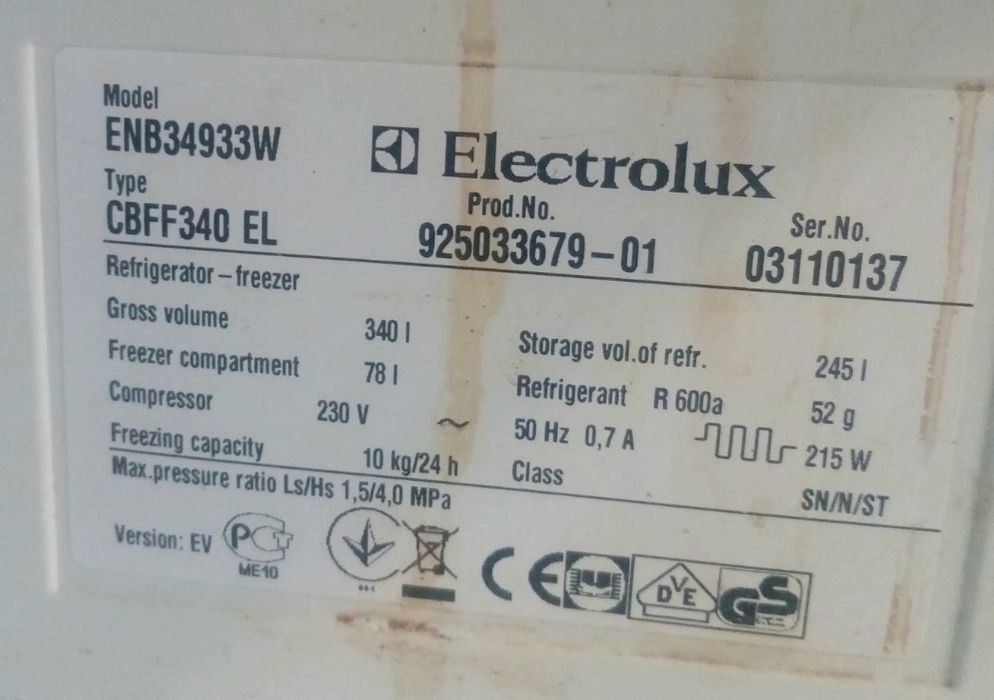 Model
ENB34933W
Electrolux
Type
CBFF340 EL
Prod.No.
925033679-01
Ser.No.
03110137
Refrigerator-freezer
Gross volume 340 l
Storage vol.of refr. 245 l
Freezer compartment 78 l
Refrigerant R 600a 52 g
Compressor 230 V ~ 50 Hz 0,7 A 215 W
Freezing capacity 10 kg/24 h
Class SN/N/ST
Max.pressure ratio Ls/Hs 1,5/4,0 MPa
Version: EV
ME10
CE
DVE
GS